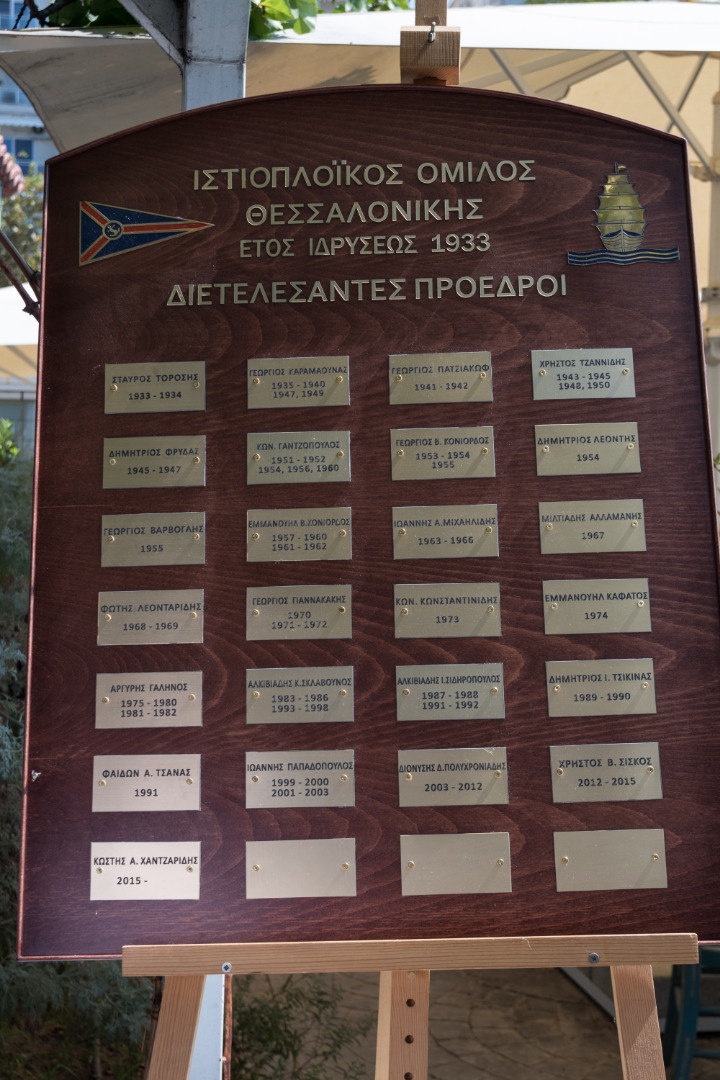 ΙΣΤΙΟΠΛΟΪΚΟΣ ΟΜΙΛΟΣ
ΘΕΣΣΑΛΟΝΙΚΗΣ
ΕΤΟΣ ΙΔΡΥΣΕΩΣ 1933
ΔΙΕΤΕΛΕΣΑΝΤΕΣ ΠΡΟΕΔΡΟΙ
ΣΤΑΥΡΟΣ ΤΟΡΟΣΗΣ
1933 - 1934
ΓΕΩΡΓΙΟΣ ΚΑΡΑΜΑΟΥΝΑΣ
1935 - 1940
1947, 1949
ΓΕΩΡΓΙΟΣ ΠΑΤΣΙΑΚΩΦ
1941 - 1942
ΧΡΗΣΤΟΣ ΤΖΑΝΝΙΔΗΣ
1943 - 1945
1948, 1950
ΔΗΜΗΤΡΙΟΣ ΦΡΥΔΑΣ
1945 - 1947
ΚΩΝ. ΓΑΝΤΖΟΠΟΥΛΟΣ
1951 - 1952
1954, 1956, 1960
ΓΕΩΡΓΙΟΣ Β. ΚΟΝΙΟΡΔΟΣ
1953 - 1954
1955
ΔΗΜΗΤΡΙΟΣ ΛΕΟΝΤΗΣ
1954
ΓΕΩΡΓΙΟΣ ΒΑΡΒΟΓΛΗΣ
1955
ΕΜΜΑΝΟΥΗΛ Β.ΚΟΝΙΟΡΔΟΣ
1957 - 1960
1961 - 1962
ΙΩΑΝΝΗΣ Α.ΜΙΧΑΗΛΙΔΗΣ
1963 - 1966
ΜΙΛΤΙΑΔΗΣ ΑΛΛΑΜΑΝΗΣ
1967
ΦΩΤΗΣ ΛΕΟΝΤΑΡΙΔΗΣ
1968 - 1969
ΓΕΩΡΓΙΟΣ ΓΙΑΝΝΑΚΑΚΗΣ
1970
1971 - 1972
ΚΩΝ. ΚΩΝΣΤΑΝΤΙΝΙΔΗΣ
1973
ΕΜΜΑΝΟΥΗΛ ΚΑΦΑΤΟΣ
1974
ΑΡΓΥΡΗΣ ΓΑΛΗΝΟΣ
1975 - 1980
1981 - 1982
ΑΛΚΙΒΙΑΔΗΣ Κ.ΣΚΛΑΒΟΥΝΟΣ
1983 - 1986
1993 - 1998
ΑΛΚΙΒΙΑΔΗΣ Ι.ΣΙΔΗΡΟΠΟΥΛΟΣ
1987 - 1988
1991 - 1992
ΔΗΜΗΤΡΙΟΣ Ι. ΤΣΙΚΙΝΑΣ
1989 - 1990
ΦΑΙΔΩΝ Α. ΤΣΑΝΑΣ
1991
ΙΩΑΝΝΗΣ ΠΑΠΑΔΟΠΟΥΛΟΣ
1999 - 2000
2001 - 2003
ΔΙΟΝΥΣΗΣ Δ.ΠΟΛΥΧΡΟΝΙΑΔΗΣ
2003 - 2012
ΧΡΗΣΤΟΣ Β. ΣΙΣΚΟΣ
2012 - 2015
ΚΩΣΤΗΣ Α. ΧΑΝΤΖΑΡΙΔΗΣ
2015 -